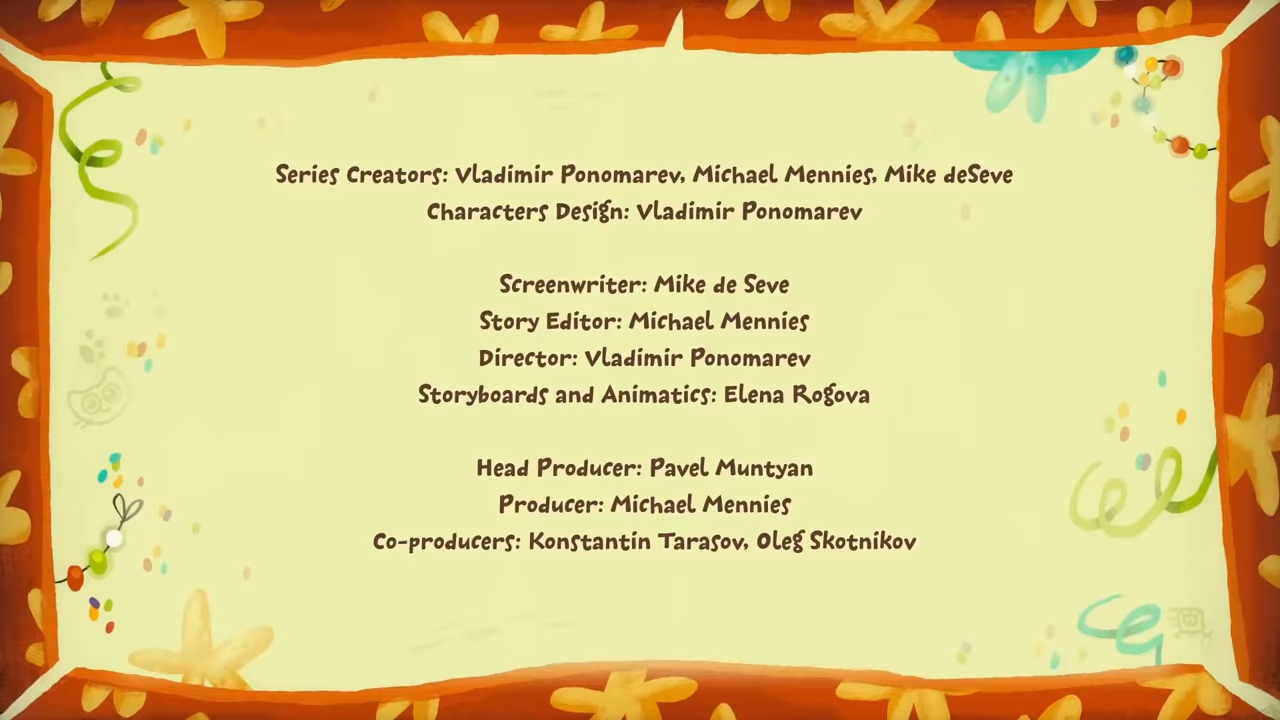 Series Creators: Vladimir Ponomarev, Michael Mennies, Mike deSeve
Characters Design: Vladimir Ponomarev
Screenwriter: Mike de Seve
Story Editor: Michael Mennies
Director: Vladimir Ponomarev
Storyboards and Animatics: Elena Rogova
Head Producer: Pavel Muntyan
Producer: Michael Mennies
Co-producers: Konstantin Tarasov, Oleg Skotnikov